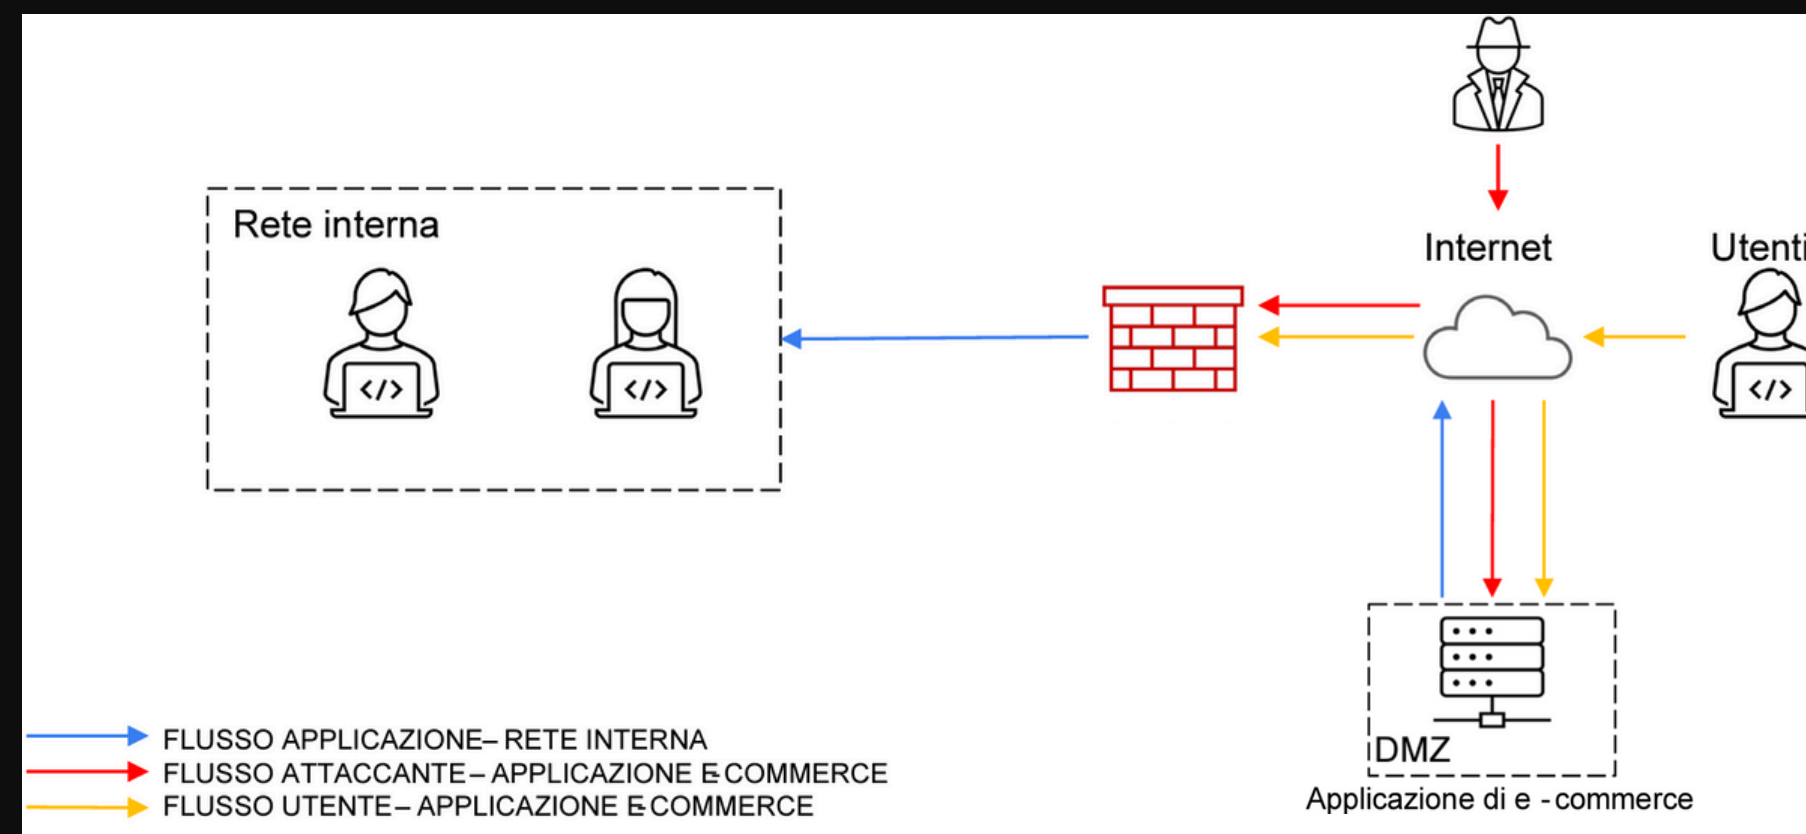 Rete interna
Internet
Utenti
</>
</>
</>
DMZ
Applicazione di e -commerce
FLUSSO APPLICAZIONE– RETE INTERNA
FLUSSO ATTACCANTE – APPLICAZIONE E-COMMERCE
FLUSSO UTENTE – APPLICAZIONE E-COMMERCE